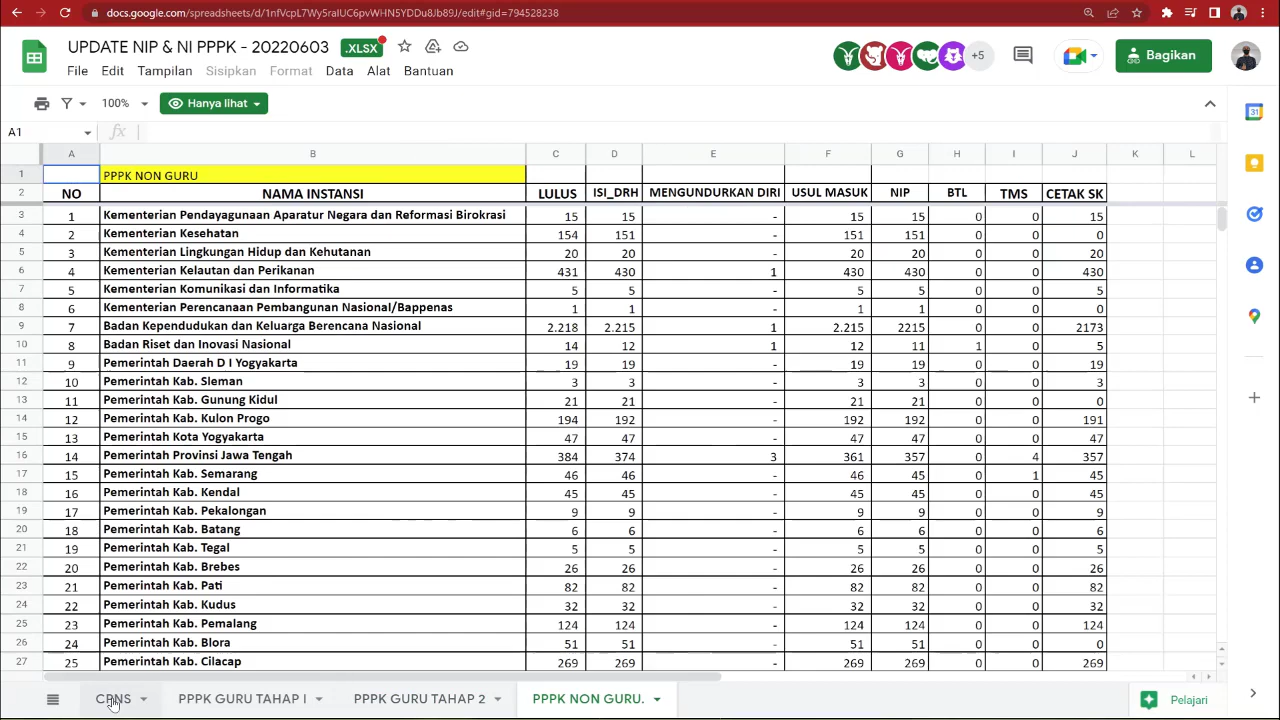 docs.google.com/spreadsheets/d/1nfVcpL7Wy5raIUC6pvWHN5YDDu8Jb89J/edit#gid=794528238
UPDATE NIP & NI PPPK - 20220603 .XLSX
+5
Bagikan
File Edit Tampilan Sisipkan Format Data Alat Bantuan
100% Hanya lihat
31
A1 fx
A B C D E F G H I J K L
1 PPPK NON GURU
2 NO NAMA INSTANSI LULUS ISI_DRH MENGUNDURKAN DIRI USUL MASUK NIP BTL TMS CETAK SK
3 1 Kementerian Pendayagunaan Aparatur Negara dan Reformasi Birokrasi 15 15 - 15 15 0 0 15
4 2 Kementerian Kesehatan 154 151 - 151 151 0 0 0
5 3 Kementerian Lingkungan Hidup dan Kehutanan 20 20 - 20 20 0 0 20
6 4 Kementerian Kelautan dan Perikanan 431 430 1 430 430 0 0 430
7 5 Kementerian Komunikasi dan Informatika 5 5 - 5 5 0 0 5
8 6 Kementerian Perencanaan Pembangunan Nasional/Bappenas 1 1 - 1 1 0 0 0
9 7 Badan Kependudukan dan Keluarga Berencana Nasional 2.218 2.215 1 2.215 2215 0 0 2173
10 8 Badan Riset dan Inovasi Nasional 14 12 1 12 11 1 0 5
11 9 Pemerintah Daerah D I Yogyakarta 19 19 - 19 19 0 0 19
12 10 Pemerintah Kab. Sleman 3 3 - 3 3 0 0 3
13 11 Pemerintah Kab. Gunung Kidul 21 21 - 21 21 0 0 0
14 12 Pemerintah Kab. Kulon Progo 194 192 - 192 192 0 0 191
15 13 Pemerintah Kota Yogyakarta 47 47 - 47 47 0 0 47
16 14 Pemerintah Provinsi Jawa Tengah 384 374 3 361 357 0 4 357
17 15 Pemerintah Kab. Semarang 46 46 - 46 45 0 1 45
18 16 Pemerintah Kab. Kendal 45 45 - 45 45 0 0 45
19 17 Pemerintah Kab. Pekalongan 9 9 - 9 9 0 0 9
20 18 Pemerintah Kab. Batang 6 6 - 6 6 0 0 6
21 19 Pemerintah Kab. Tegal 5 5 - 5 5 0 0 5
22 20 Pemerintah Kab. Brebes 26 26 - 26 26 0 0 26
23 21 Pemerintah Kab. Pati 82 82 - 82 82 0 0 82
24 22 Pemerintah Kab. Kudus 32 32 - 32 32 0 0 32
25 23 Pemerintah Kab. Pemalang 124 124 - 124 124 0 0 124
26 24 Pemerintah Kab. Blora 51 51 - 51 51 0 0 0
27 25 Pemerintah Kab. Cilacap 269 269 - 269 269 0 0 269
CPNS PPPK GURU TAHAP I PPPK GURU TAHAP 2 PPPK NON GURU. Pelajari